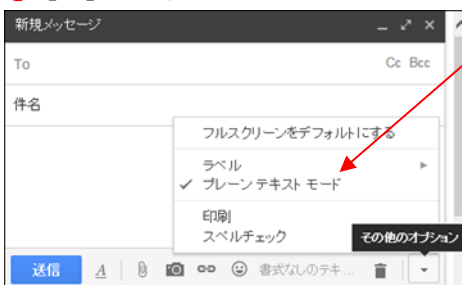 新規メッセージ
To Cc Bcc
件名
フルスクリーンをデフォルトにする
ラベル
プレーン テキスト モード
印刷
スペルチェック
その他のオプション
送信 A 書式なしのテキ...